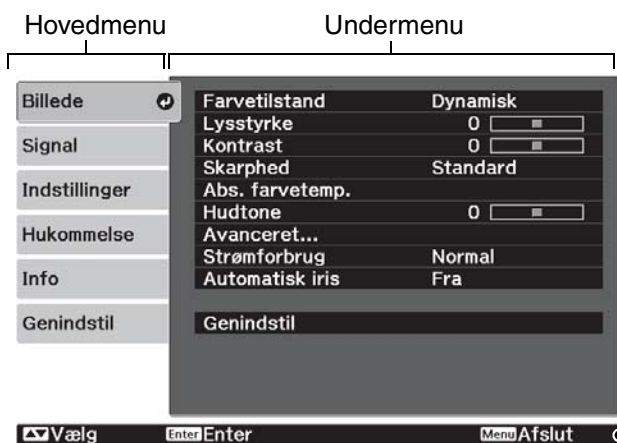 Hovedmenu Undermenu
Billede
Signal
Indstillinger
Hukommelse
Info
Genindstil
Farvetilstand Dynamisk
Lysstyrke 0
Kontrast 0
Skarphed Standard
Abs. farvetemp.
Hudtone 0
Avanceret...
Strømforbrug Normal
Automatisk iris Fra
Genindstil
Vælg Enter Enter Menu Afslut